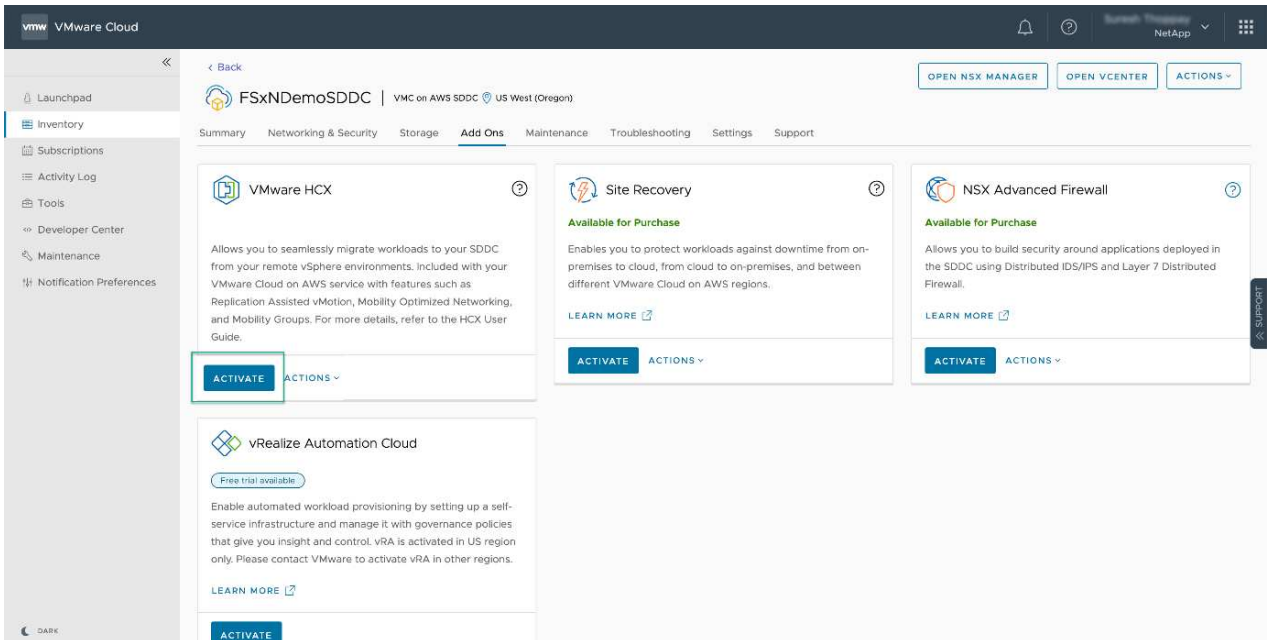 vmw VMware Cloud
NetApp
Back
FSxNDemoSDDC | VMC on AWS SDDC US West (Oregon)
OPEN NSX MANAGER
OPEN VCENTER
ACTIONS
Launchpad
Inventory
Subscriptions
Activity Log
Tools
Developer Center
Maintenance
Notification Preferences
DARK
Summary Networking & Security Storage Add Ons Maintenance Troubleshooting Settings Support
VMware HCX
Allows you to seamlessly migrate workloads to your SDDC
from your remote vSphere environments. Included with your
VMware Cloud on AWS service with features such as
Replication Assisted vMotion, Mobility Optimized Networking,
and Mobility Groups. For more details, refer to the HCX User
Guide.
ACTIVATE ACTIONS
Site Recovery
Available for Purchase
Enables you to protect workloads against downtime from on-
premises to cloud, from cloud to on-premises, and between
different VMware Cloud on AWS regions.
LEARN MORE
ACTIVATE ACTIONS
NSX Advanced Firewall
Available for Purchase
Allows you to build security around applications deployed in
the SDDC using Distributed IDS/IPS and Layer 7 Distributed
Firewall.
LEARN MORE
ACTIVATE ACTIONS
SUPPORT
vRealize Automation Cloud
Free trial available
Enable automated workload provisioning by setting up a self-
service infrastructure and manage it with governance policies
that give you insight and control. vRA is activated in US region
only. Please contact VMware to activate vRA in other regions.
LEARN MORE
ACTIVATE